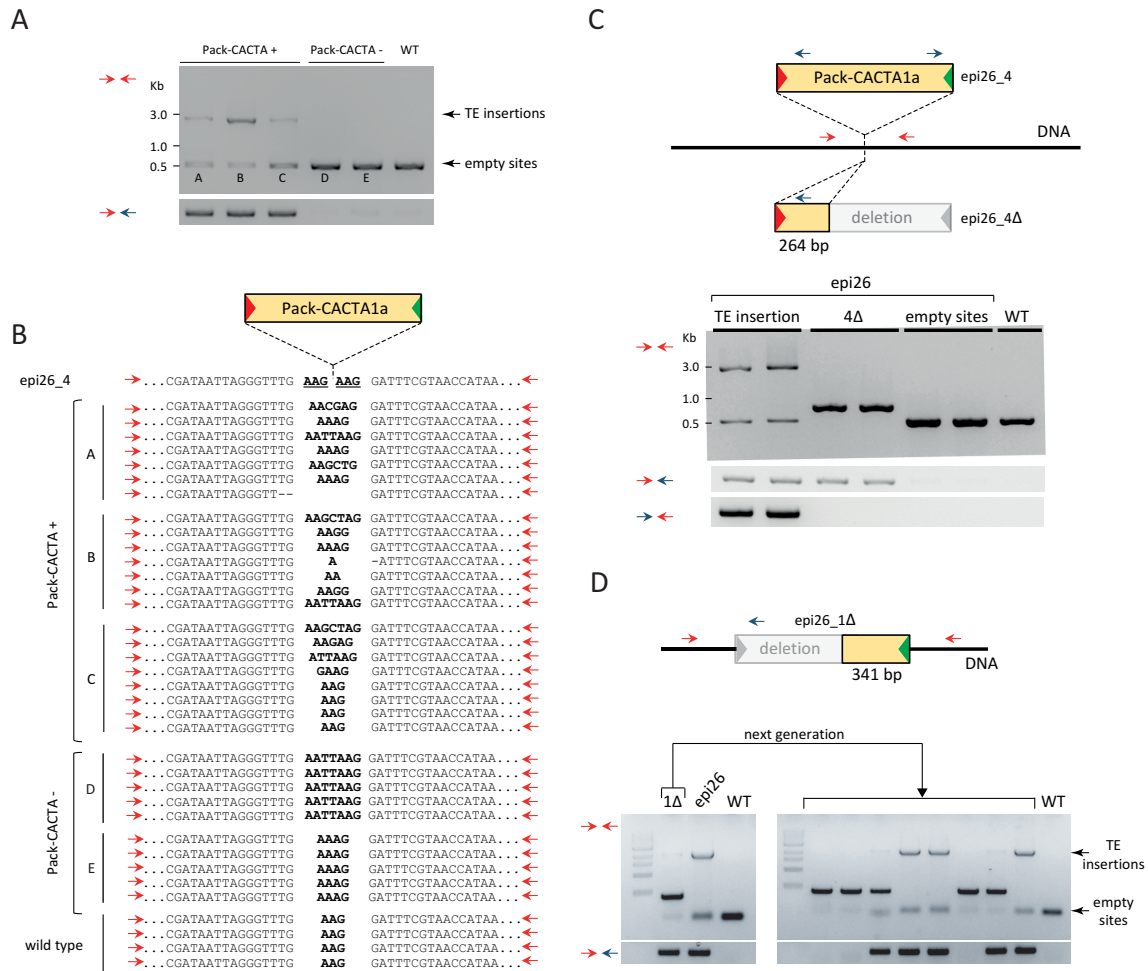 A
Pack-CACTA +
Pack-CACTA -
WT
Kb
3.0
1.0
0.5
TE insertions
empty sites
A
B
C
D
E
B
Pack-CACTA1a
epi26_4
...CGATAATTAGGGTTTG AAG AAG GATTTCGTAACCATAA...
Pack-CACTA +
A
...CGATAATTAGGGTTTG AACGAG GATTTCGTAACCATAA...
...CGATAATTAGGGTTTG AAAG GATTTCGTAACCATAA...
...CGATAATTAGGGTTTG AATTAAG GATTTCGTAACCATAA...
...CGATAATTAGGGTTTG AAAG GATTTCGTAACCATAA...
...CGATAATTAGGGTTTG AAGCTG GATTTCGTAACCATAA...
...CGATAATTAGGGTTTG AAAG GATTTCGTAACCATAA...
...CGATAATTAGGGTT-- GATTTCGTAACCATAA...
B
...CGATAATTAGGGTTTG AAGCTAG GATTTCGTAACCATAA...
...CGATAATTAGGGTTTG AAGG GATTTCGTAACCATAA...
...CGATAATTAGGGTTTG AAAG GATTTCGTAACCATAA...
...CGATAATTAGGGTTTG A -ATTTCGTAACCATAA...
...CGATAATTAGGGTTTG AA GATTTCGTAACCATAA...
...CGATAATTAGGGTTTG AAGG GATTTCGTAACCATAA...
...CGATAATTAGGGTTTG AATTAAG GATTTCGTAACCATAA...
C
...CGATAATTAGGGTTTG AAGCTAG GATTTCGTAACCATAA...
...CGATAATTAGGGTTTG AAGAG GATTTCGTAACCATAA...
...CGATAATTAGGGTTTG ATTAAG GATTTCGTAACCATAA...
...CGATAATTAGGGTTTG GAAG GATTTCGTAACCATAA...
...CGATAATTAGGGTTTG AAG GATTTCGTAACCATAA...
...CGATAATTAGGGTTTG AAG GATTTCGTAACCATAA...
...CGATAATTAGGGTTTG AAG GATTTCGTAACCATAA...
...CGATAATTAGGGTTTG AAG GATTTCGTAACCATAA...
Pack-CACTA -
D
...CGATAATTAGGGTTTG AATTAAG GATTTCGTAACCATAA...
...CGATAATTAGGGTTTG AATTAAG GATTTCGTAACCATAA...
...CGATAATTAGGGTTTG AATTAAG GATTTCGTAACCATAA...
...CGATAATTAGGGTTTG AATTAAG GATTTCGTAACCATAA...
...CGATAATTAGGGTTTG AATTAAG GATTTCGTAACCATAA...
E
...CGATAATTAGGGTTTG AAAG GATTTCGTAACCATAA...
...CGATAATTAGGGTTTG AAAG GATTTCGTAACCATAA...
...CGATAATTAGGGTTTG AAAG GATTTCGTAACCATAA...
...CGATAATTAGGGTTTG AAAG GATTTCGTAACCATAA...
...CGATAATTAGGGTTTG AAAG GATTTCGTAACCATAA...
wild type
...CGATAATTAGGGTTTG AAG GATTTCGTAACCATAA...
...CGATAATTAGGGTTTG AAG GATTTCGTAACCATAA...
...CGATAATTAGGGTTTG AAG GATTTCGTAACCATAA...
...CGATAATTAGGGTTTG AAG GATTTCGTAACCATAA...
C
Pack-CACTA1a
epi26_4
DNA
deletion
epi26_4Δ
264 bp
epi26
TE insertion
4Δ
empty sites
WT
Kb
3.0
1.0
0.5
D
epi26_1Δ
deletion
DNA
341 bp
next generation
1Δ
epi26
WT
WT
TE
insertions
empty
sites